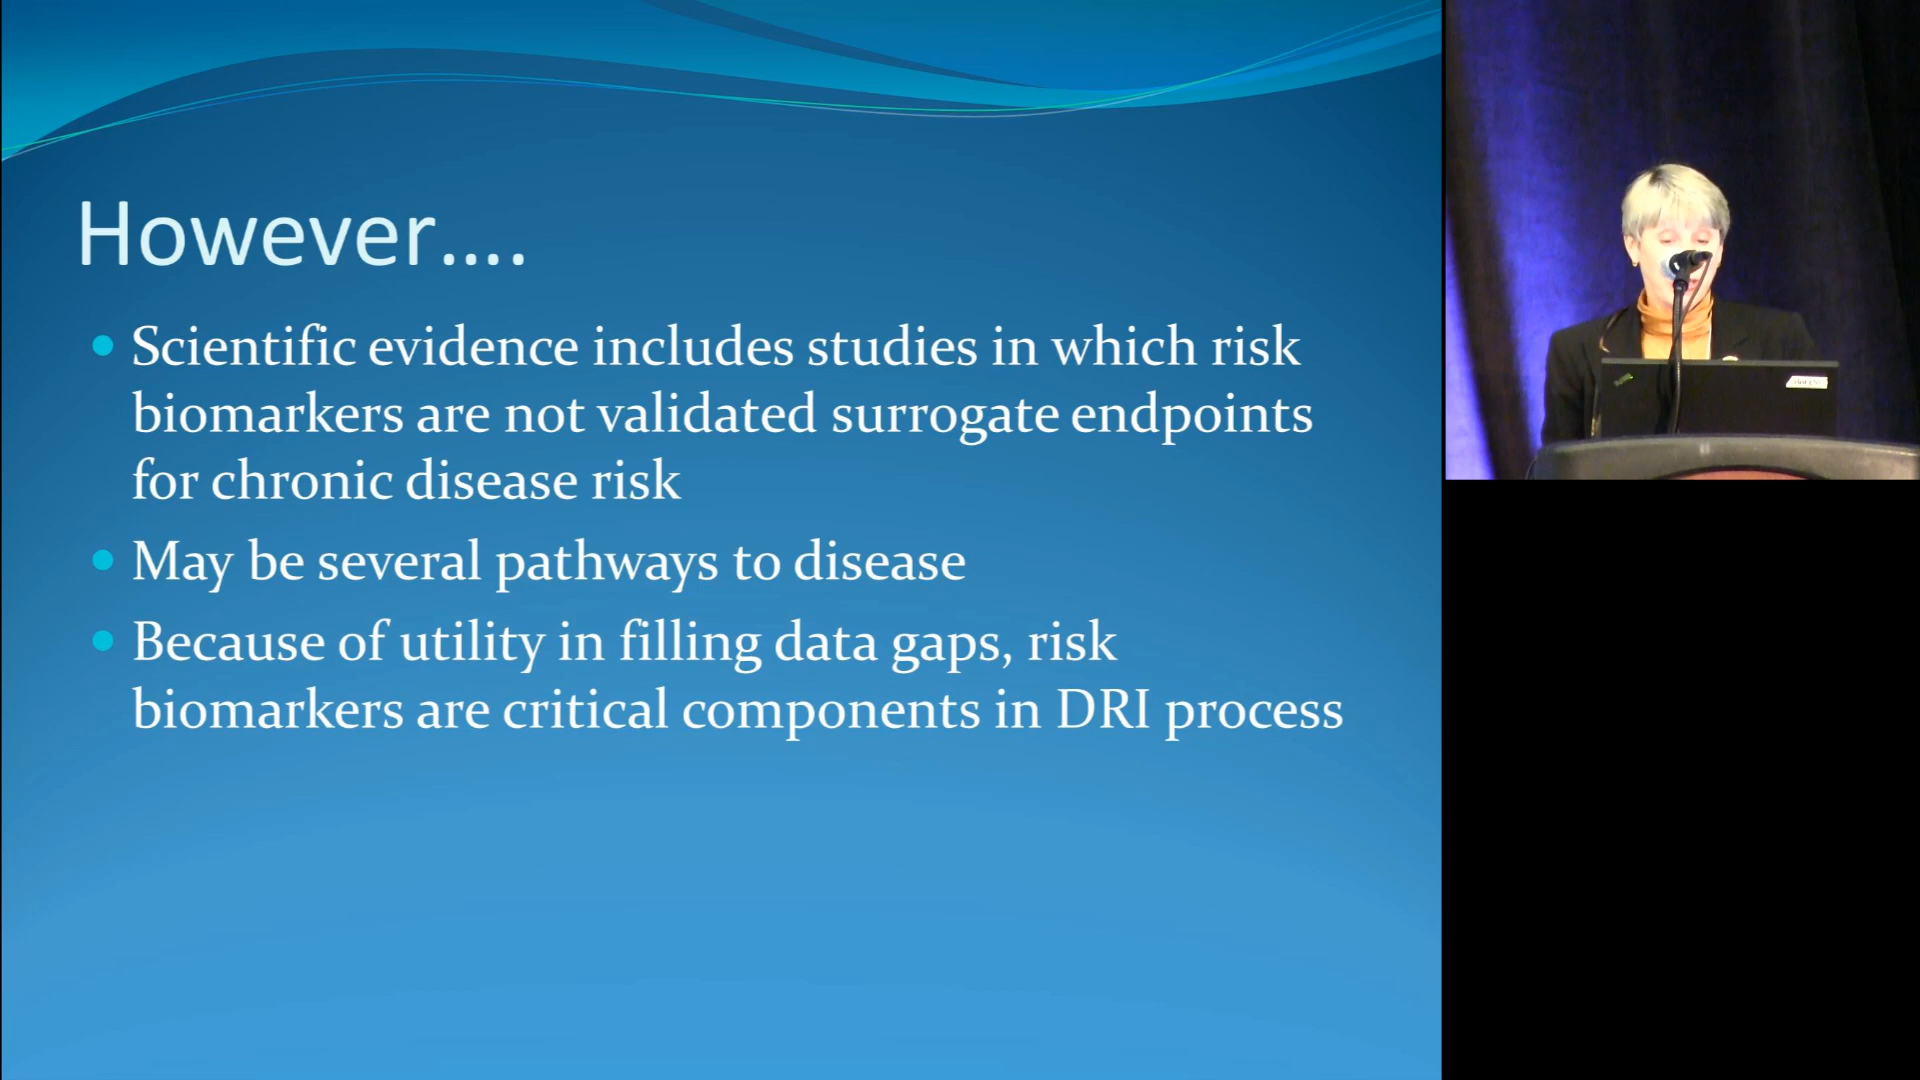 However....
Scientific evidence includes studies in which risk
biomarkers are not validated surrogate endpoints
for chronic disease risk
May be several pathways to disease
Because of utility in filling data gaps, risk
biomarkers are critical components in DRI process